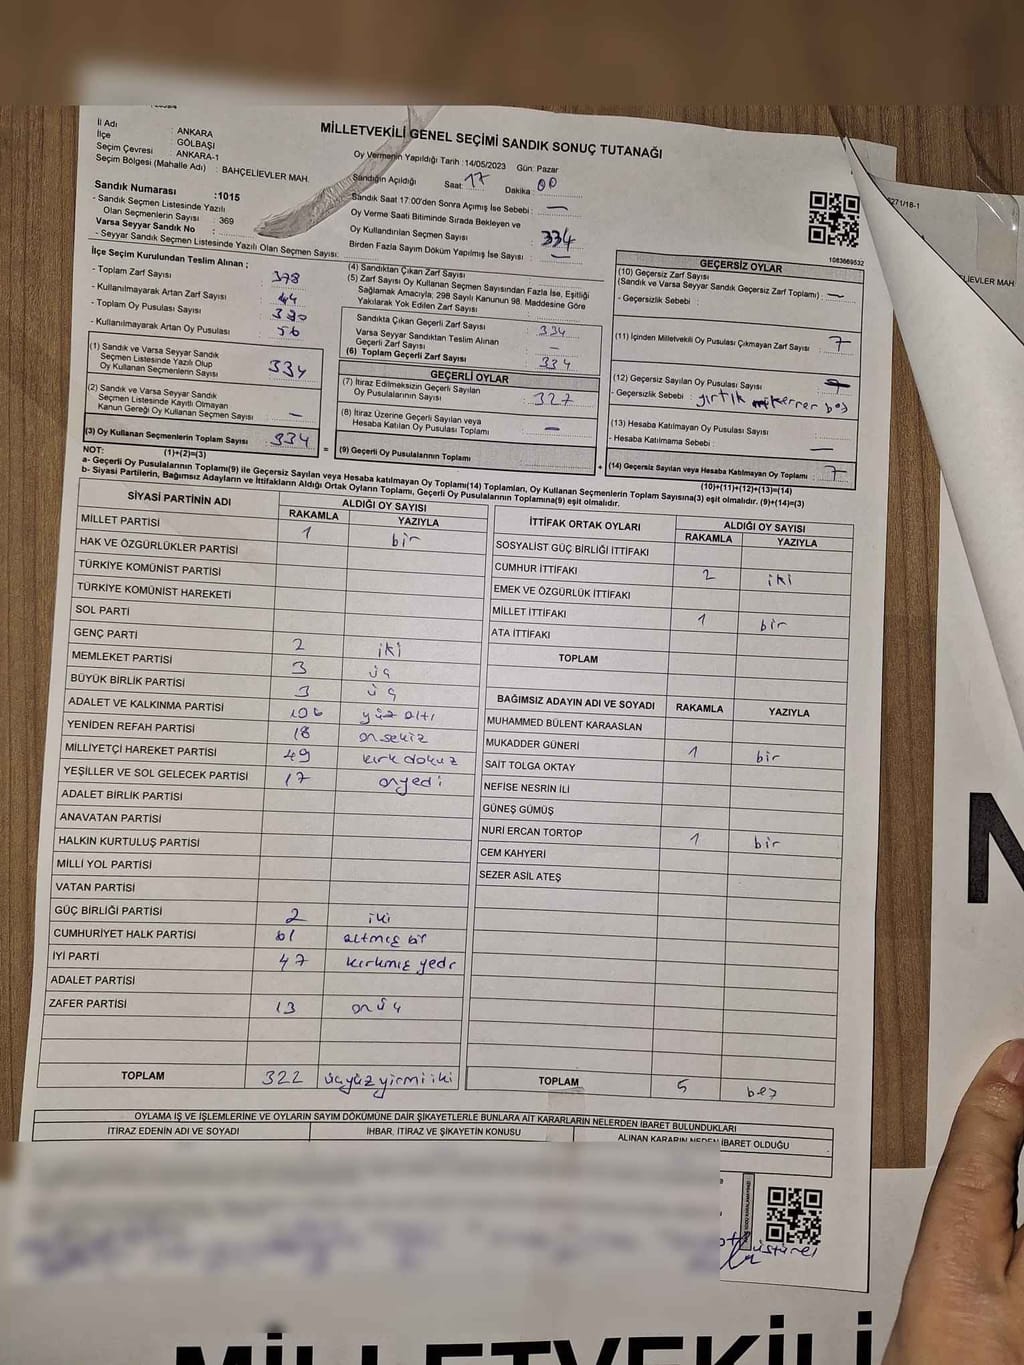 MİLLETVEKİLİ GENEL SEÇİMİ SANDIK SONUÇ TUTANAĞI
İl Adı : ANKARA
İlçe : GÖLBAŞI
Seçim Çevresi : ANKARA-1
Seçim Bölgesi (Mahalle Adı) : BAHÇELİEVLER MAH.
Oy Vermenin Yapıldığı Tarih : 14/05/2023 Gün: Pazar
Sandığın Açıldığı Saat: 17 Dakika 00
Sandık Saat 17:00'den Sonra Açmış İse Sebebi : —
Oy Verme Saati Bitiminde Sırada Bekleyen ve
Oy Kullandırılan Seçmen Sayısı : 334
Birden Fazla Sayım Döküm Yapılmış İse Sayısı : —
Sandık Numarası : 1015
- Sandık Seçmen Listesinde Yazılı
Olan Seçmenlerin Sayısı : 369
Varsa Seyyar Sandık No :
- Seyyar Sandık Seçmen Listesinde Yazılı Olan Seçmen Sayısı:
1083669532
İlçe Seçim Kurulundan Teslim Alınan ;
- Toplam Zarf Sayısı : 378
- Kullanılmayarak Artan Zarf Sayısı : 44
- Toplam Oy Pusulası Sayısı : 380
- Kullanılmayarak Artan Oy Pusulası : 56
(1) Sandık ve Varsa Seyyar Sandık
Seçmen Listesinde Yazılı Olup
Oy Kullanan Seçmenlerin Sayısı : 334
(2) Sandık ve Varsa Seyyar Sandık
Seçmen Listesinde Kayıtlı Olmayan
Kanun Gereği Oy Kullanan Seçmen Sayısı : —
(3) Oy Kullanan Seçmenlerin Toplam Sayısı : 334
(1)+(2)=(3)
(4) Sandıktan Çıkan Zarf Sayısı
(5) Zarf Sayısı Oy Kullanan Seçmen Sayısından Fazla İse, Eşitliği
Sağlamak Amacıyla; 298 Sayılı Kanunun 98. Maddesine Göre
Yakılarak Yok Edilen Zarf Sayısı :
Sandıkta Çıkan Geçerli Zarf Sayısı : 334
Varsa Seyyar Sandıktan Teslim Alınan
Geçerli Zarf Sayısı : —
(6) Toplam Geçerli Zarf Sayısı : 334
GEÇERLİ OYLAR
(7) İtiraz Edilmeksizin Geçerli Sayılan
Oy Pusulalarının Sayısı : 327
(8) İtiraz Üzerine Geçerli Sayılan veya
Hesaba Katılan Oy Pusulası Toplamı : —
= (9) Geçerli Oy Pusulalarının Toplamı :
GEÇERSİZ OYLAR
(10) Geçersiz Zarf Sayısı
(Sandık ve Varsa Seyyar Sandık Geçersiz Zarf Toplamı) : —
- Geçersizlik Sebebi :
(11) İçinden Milletvekili Oy Pusulası Çıkmayan Zarf Sayısı : 7
(12) Geçersiz Sayılan Oy Pusulası Sayısı : 7
- Geçersizlik Sebebi : yırtık mükerrer boş
(13) Hesaba Katılmayan Oy Pusulası Sayısı :
- Hesaba Katılmama Sebebi : —
+ (14) Geçersiz Sayılan veya Hesaba Katılmayan Oy Toplamı : 7
(10)+(11)+(12)+(13)=(14)
NOT:
a- Geçerli Oy Pusulalarının Toplamı(9) ile Geçersiz Sayılan veya Hesaba katılmayan Oy Toplamı(14) Toplamları, Oy Kullanan Seçmenlerin Toplam Sayısına(3) eşit olmalıdır. (9)+(14)=(3)
b- Siyasi Partilerin, Bağımsız Adayların ve İttifakların Aldığı Ortak Oyların Toplamı, Geçerli Oy Pusulalarının Toplamına(9) eşit olmalıdır.
SİYASİ PARTİNİN ADI ALDIĞI OY SAYISI
RAKAMLA YAZIYLA
MİLLET PARTİSİ 1 bir
HAK VE ÖZGÜRLÜKLER PARTİSİ
TÜRKİYE KOMÜNİST PARTİSİ
TÜRKİYE KOMÜNİST HAREKETİ
SOL PARTİ
GENÇ PARTİ 2 iki
MEMLEKET PARTİSİ 3 üç
BÜYÜK BİRLİK PARTİSİ 3 üç
ADALET VE KALKINMA PARTİSİ 106 yüz altı
YENİDEN REFAH PARTİSİ 18 onsekiz
MİLLİYETÇİ HAREKET PARTİSİ 49 kırk dokuz
YEŞİLLER VE SOL GELECEK PARTİSİ 17 onyedi
ADALET BİRLİK PARTİSİ
ANAVATAN PARTİSİ
HALKIN KURTULUŞ PARTİSİ
MİLLİ YOL PARTİSİ
VATAN PARTİSİ
GÜÇ BİRLİĞİ PARTİSİ 2 iki
CUMHURİYET HALK PARTİSİ 61 altmış bir
İYİ PARTİ 47 kırkmış yedi
ADALET PARTİSİ
ZAFER PARTİSİ 13 on üç
TOPLAM 322 üçyüz yirmi iki
İTTİFAK ORTAK OYLARI ALDIĞI OY SAYISI
RAKAMLA YAZIYLA
SOSYALİST GÜÇ BİRLİĞİ İTTİFAKI
CUMHUR İTTİFAKI 2 iki
EMEK VE ÖZGÜRLÜK İTTİFAKI
MİLLET İTTİFAKI 1 bir
ATA İTTİFAKI
TOPLAM
BAĞIMSIZ ADAYIN ADI VE SOYADI RAKAMLA YAZIYLA
MUHAMMED BÜLENT KARAASLAN
MUKADDER GÜNERİ 1 bir
SAİT TOLGA OKTAY
NEFİSE NESRİN İLİ
GÜNEŞ GÜMÜŞ
NURİ ERCAN TORTOP 1 bir
CEM KAHYERİ
SEZER ASİL ATEŞ
TOPLAM 5 beş
OYLAMA İŞ VE İŞLEMLERİNE VE OYLARIN SAYIM DÖKÜMÜNE DAİR ŞİKAYETLERLE BUNLARA AİT KARARLARIN NELERDEN İBARET BULUNDUKLARI
İTİRAZ EDENİN ADI VE SOYADI İHBAR, İTİRAZ VE ŞİKAYETİN KONUSU ALINAN KARARIN NEDEN İBARET OLDUĞU
271/18-1
LİEVLER MAH
N
MİLLETVEKİLİ